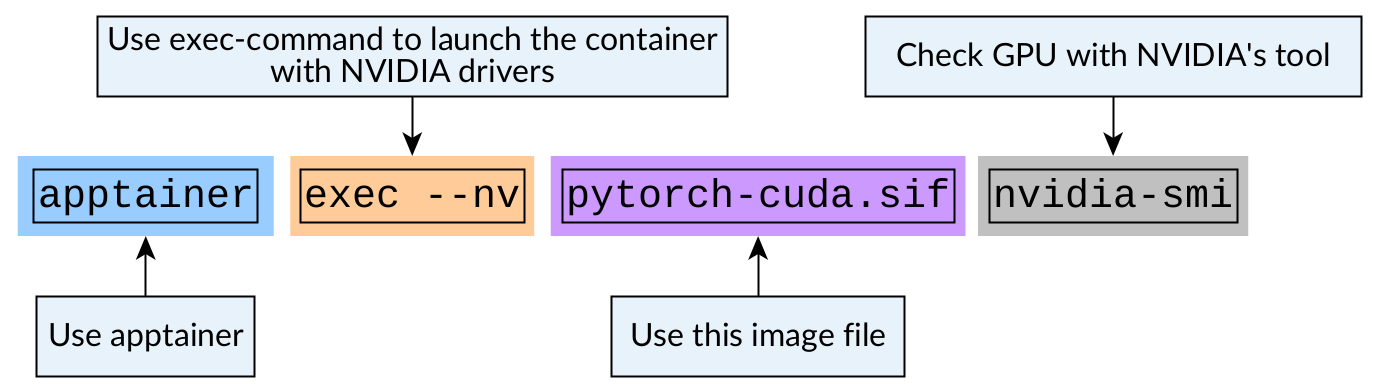 Use exec-command to launch the container
with NVIDIA drivers
Check GPU with NVIDIA's tool
apptainer exec --nv pytorch-cuda.sif nvidia-smi
Use apptainer
Use this image file